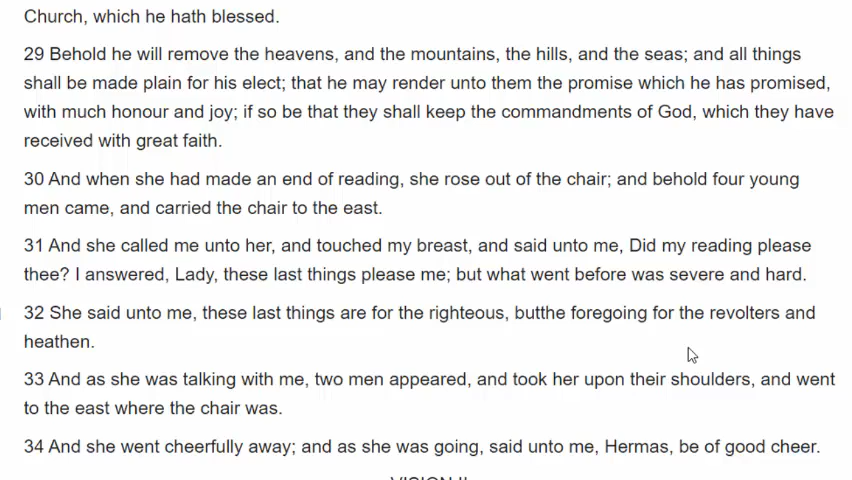 Church, which he hath blessed.
29 Behold he will remove the heavens, and the mountains, the hills, and the seas; and all things
shall be made plain for his elect; that he may render unto them the promise which he has promised,
with much honour and joy; if so be that they shall keep the commandments of God, which they have
received with great faith.
30 And when she had made an end of reading, she rose out of the chair; and behold four young
men came, and carried the chair to the east.
31 And she called me unto her, and touched my breast, and said unto me, Did my reading please
thee? I answered, Lady, these last things please me; but what went before was severe and hard.
32 She said unto me, these last things are for the righteous, butthe foregoing for the revolters and
heathen.
33 And as she was talking with me, two men appeared, and took her upon their shoulders, and went
to the east where the chair was.
34 And she went cheerfully away; and as she was going, said unto me, Hermas, be of good cheer.
VISION II